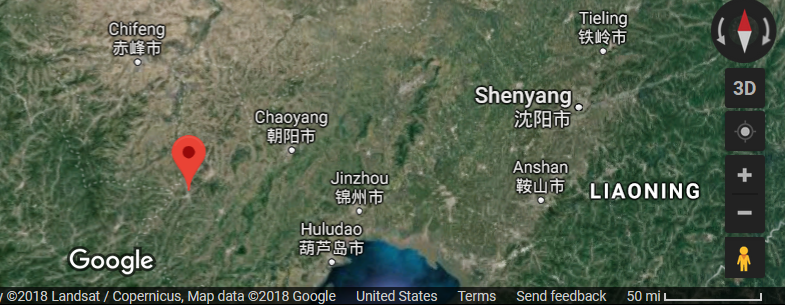 Chifeng
赤峰市
Tieling
铁岭市
3D
Shenyang
沈阳市
Chaoyang
朝阳市
Anshan
鞍山市
Jinzhou
锦州市
LIAONING
Huludao
葫芦岛市
Google
©2018 Landsat / Copernicus, Map data ©2018 Google United States Terms Send feedback 50 mi